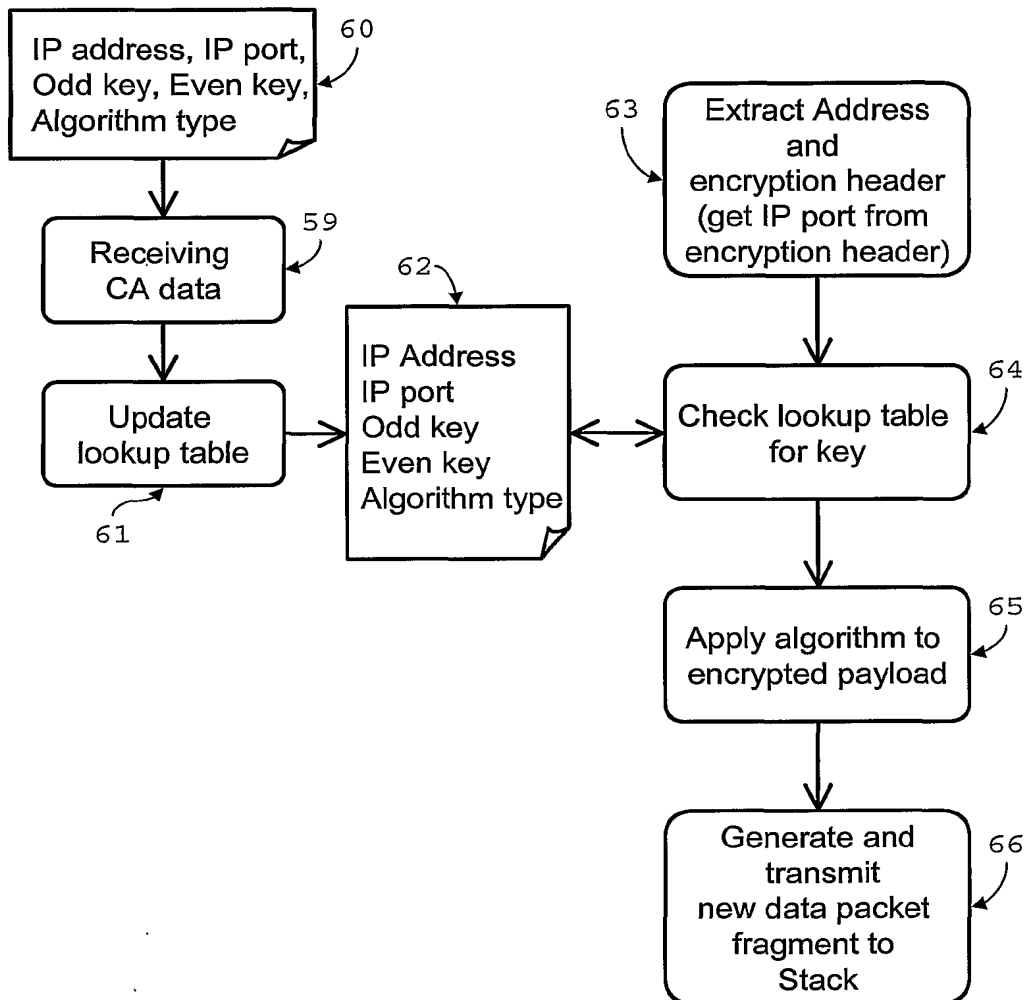 IP address, IP port,
Odd key, Even key,
Algorithm type
60
Receiving
CA data
59
Update
lookup table
61
62
IP Address
IP port
Odd key
Even key
Algorithm type
63
Extract Address
and
encryption header
(get IP port from
encryption header)
Check lookup table
for key
64
Apply algorithm to
encrypted payload
65
Generate and
transmit
new data packet
fragment to
Stack
66